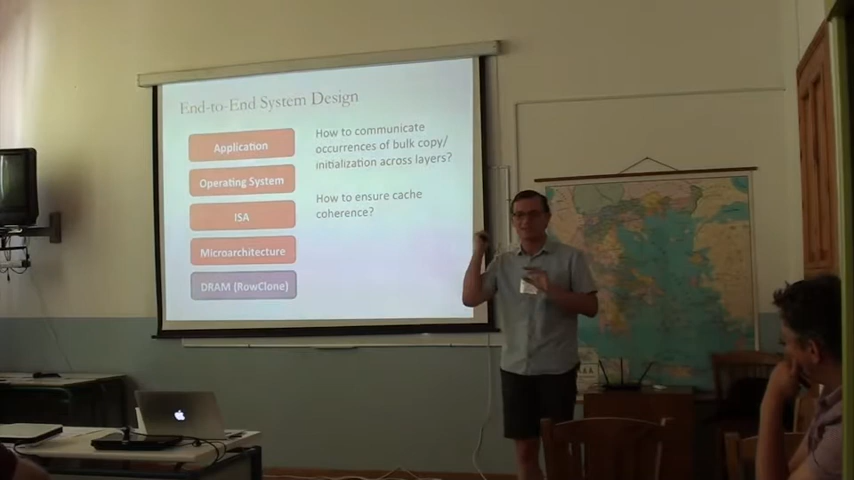 End-to-End System Design
Application
Operating System
ISA
Microarchitecture
DRAM (RowClone)
How to communicate
occurrences of bulk copy/
initialization across layers?
How to ensure cache
coherence?